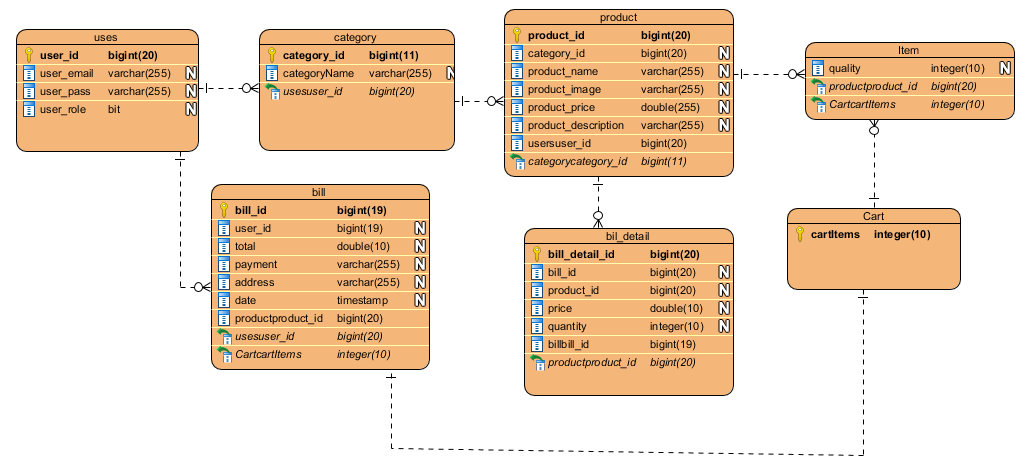 uses
user_id bigint(20)
user_email varchar(255) N
user_pass varchar(255) N
user_role bit N
category
category_id bigint(11)
categoryName varchar(255) N
usesuser_id bigint(20)
product
product_id bigint(20)
category_id bigint(20) N
product_name varchar(255) N
product_image varchar(255) N
product_price double(255) N
product_description varchar(255) N
usersuser_id bigint(20)
categorycategory_id bigint(11)
Item
quality integer(10) N
productproduct_id bigint(20)
CartcartItems integer(10)
bill
bill_id bigint(19)
user_id bigint(19) N
total double(10) N
payment varchar(255) N
address varchar(255) N
date timestamp N
productproduct_id bigint(20)
usesuser_id bigint(20)
CartcartItems integer(10)
bil_detail
bill_detail_id bigint(20)
bill_id bigint(20) N
product_id bigint(20) N
price double(10) N
quantity integer(10) N
billbill_id bigint(19)
productproduct_id bigint(20)
Cart
cartItems integer(10)